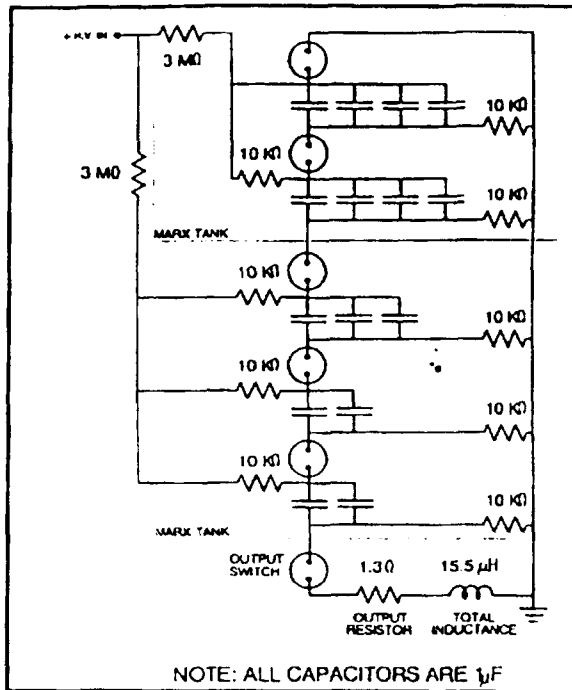 + KV IN
3 MΩ
10 KΩ
10 KΩ
3 MΩ
10 KΩ
MARX TANK
10 KΩ
10 KΩ
10 KΩ
10 KΩ
10 KΩ
10 KΩ
MARX TANK
OUTPUT
SWITCH
1.3Ω
15.5 μH
OUTPUT
RESISTOR
TOTAL
INDUCTANCE
NOTE: ALL CAPACITORS ARE 1μF